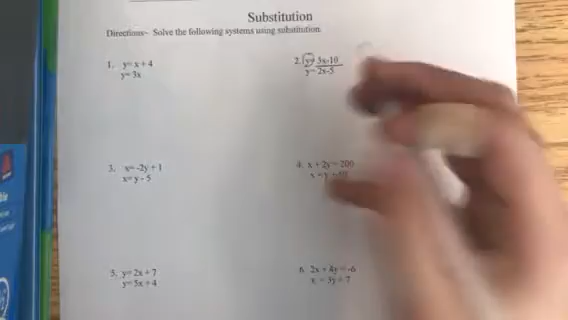 Substitution
Directions- Solve the following systems using substitution.
1. y= x + 4
y= 3x
2. y= 3x-10
y= 2x-5
3. x= -2y + 1
x= y - 5
4. x + 2y = 200
x = y
5. y= 2x + 7
y= 5x + 4
6. 2x + 4y = -6
x = 3y + 7